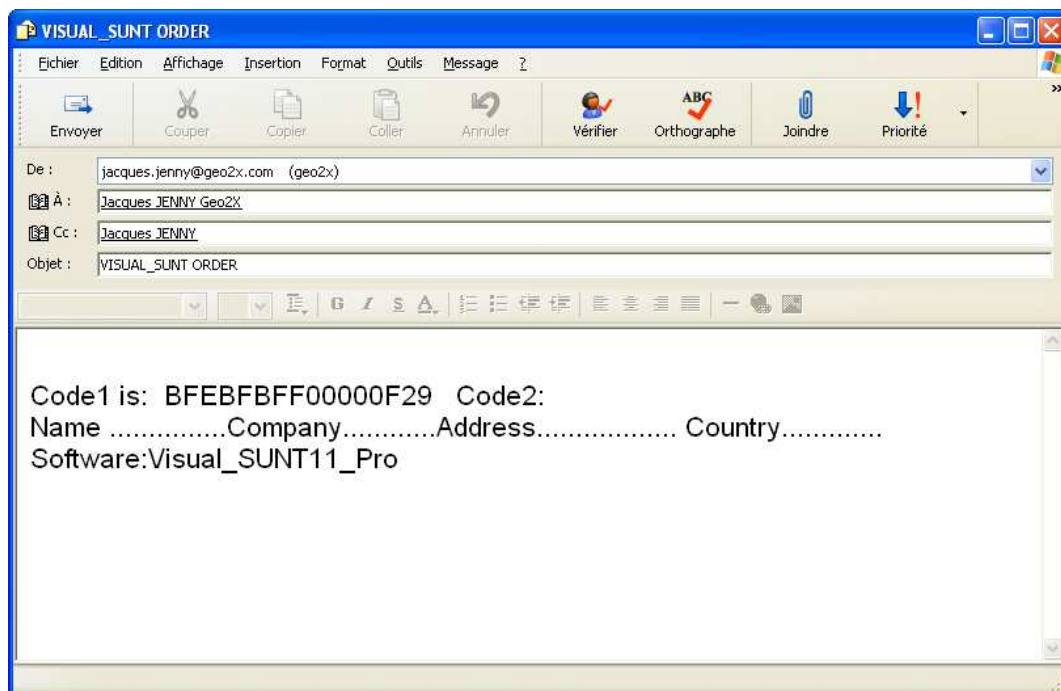 VISUAL_SUNT ORDER
Fichier Edition Affichage Insertion Format Outils Message ?
Envoyer Couper Copier Coller Annuler Vérifier ABC Orthographe Joindre Priorité »
De : jacques.jenny@geo2x.com (geo2x)
À : Jacques JENNY Geo2X
Cc : Jacques JENNY
Objet : VISUAL_SUNT ORDER
G I S A
Code1 is: BFEBFBFF00000F29 Code2:
Name ...............Company............Address.................. Country.............
Software:Visual_SUNT11_Pro